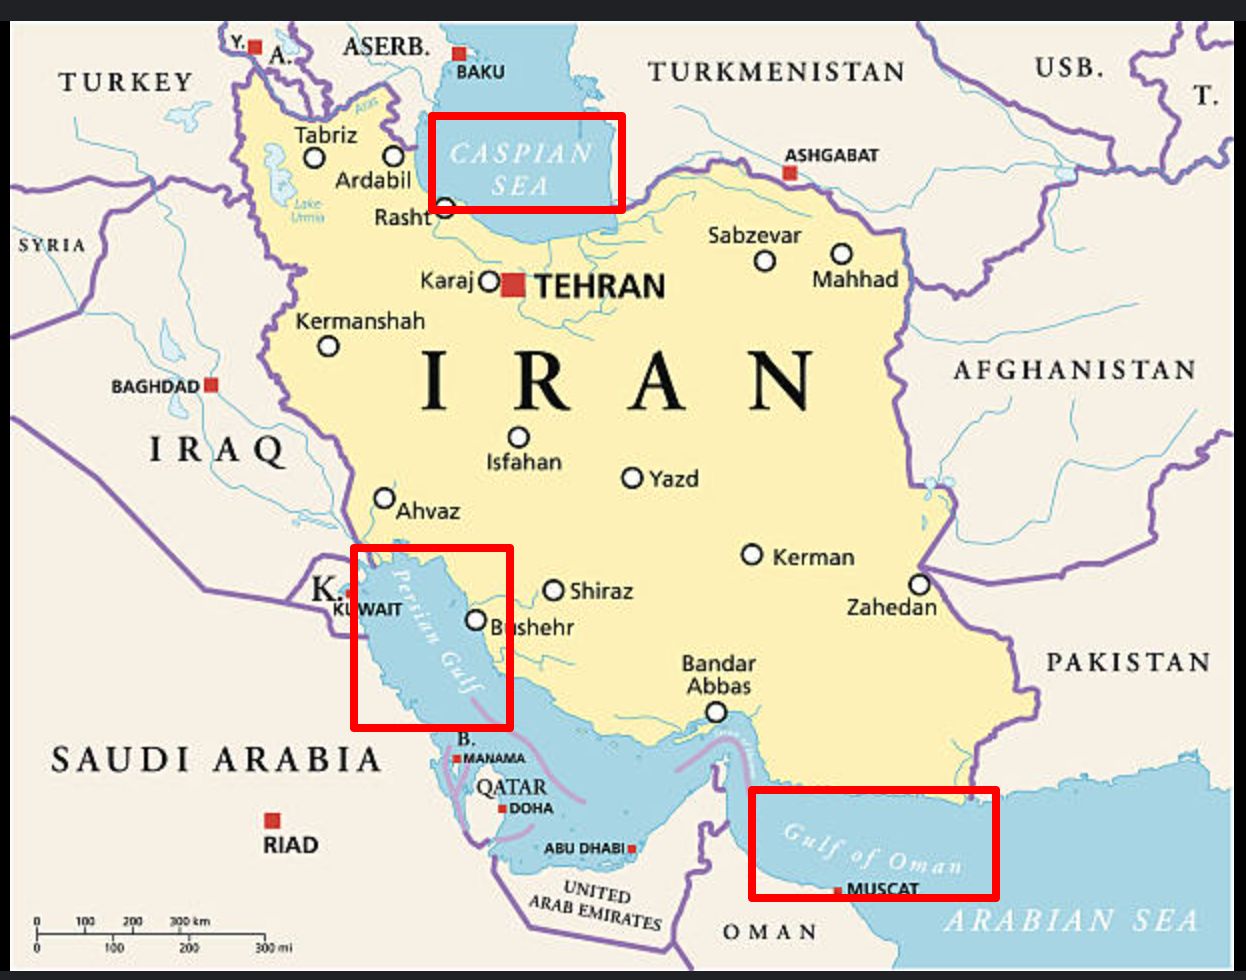 Y.
A.
ASERB.
BAKU
TURKEY
TURKMENISTAN
USB.
T.
Aras
Tabriz
Ardabil
CASPIAN
SEA
ASHGABAT
Lake
Urmia
Rasht
SYRIA
Sabzevar
Mahhad
Karaj
TEHRAN
Kermanshah
BAGHDAD
IRAN
AFGHANISTAN
IRAQ
Isfahan
Yazd
Ahvaz
Kerman
K.
KUWAIT
Persian Gulf
Shiraz
Bushehr
Zahedan
Bandar
Abbas
PAKISTAN
SAUDI ARABIA
B.
MANAMA
QATAR
DOHA
RIAD
ABU DHABI
Gulf of Oman
MUSCAT
UNITED
ARAB EMIRATES
OMAN
ARABIAN SEA
0 100 200 300 km
0 100 200 300 mi